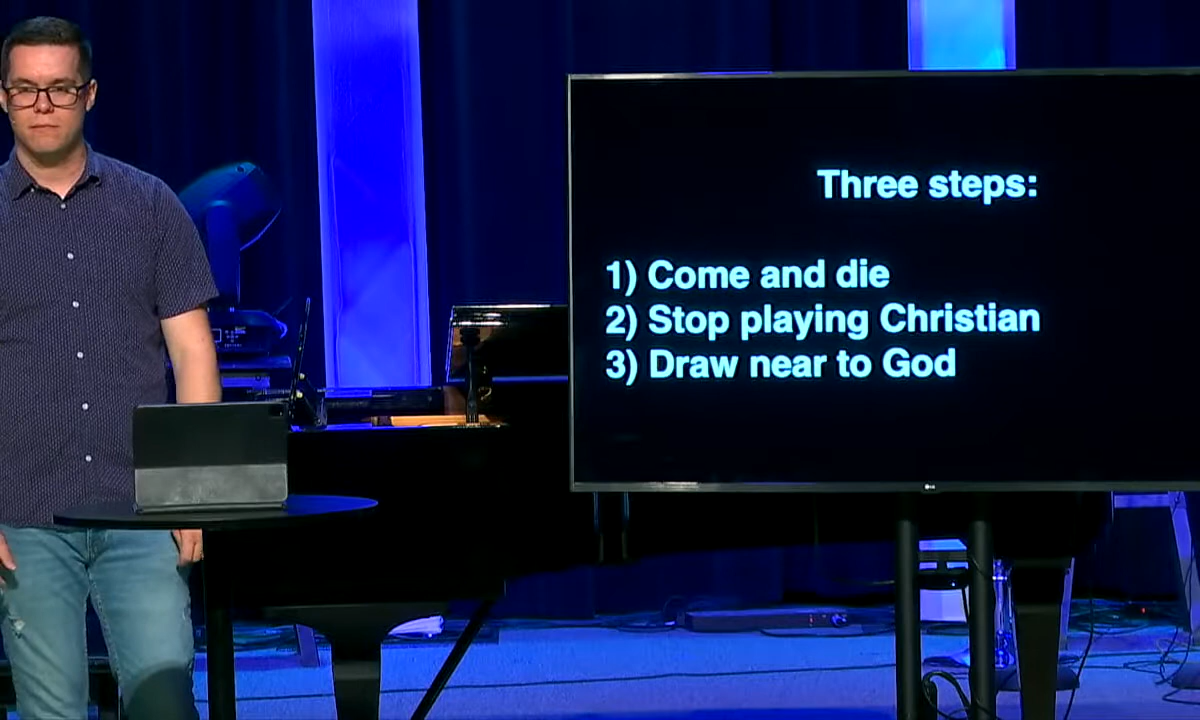 Three steps:
1) Come and die
2) Stop playing Christian
3) Draw near to God